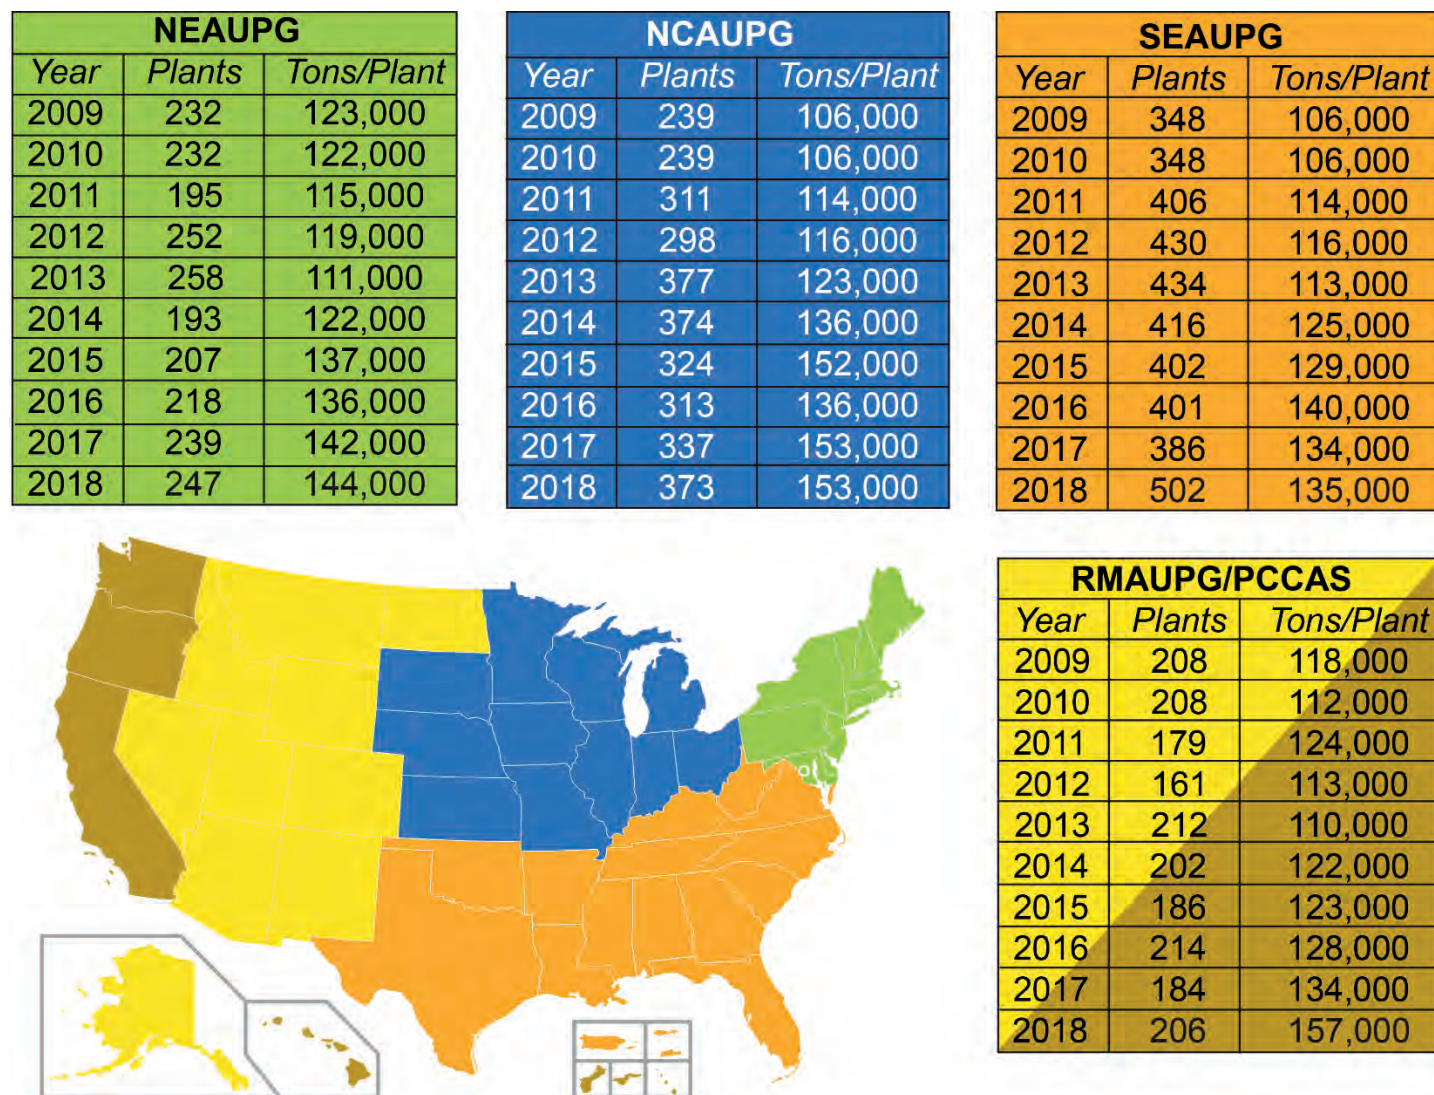 NEAUPG
Year Plants Tons/Plant
2009 232 123,000
2010 232 122,000
2011 195 115,000
2012 252 119,000
2013 258 111,000
2014 193 122,000
2015 207 137,000
2016 218 136,000
2017 239 142,000
2018 247 144,000
NCAUPG
Year Plants Tons/Plant
2009 239 106,000
2010 239 106,000
2011 311 114,000
2012 298 116,000
2013 377 123,000
2014 374 136,000
2015 324 152,000
2016 313 136,000
2017 337 153,000
2018 373 153,000
SEAUPG
Year Plants Tons/Plant
2009 348 106,000
2010 348 106,000
2011 406 114,000
2012 430 116,000
2013 434 113,000
2014 416 125,000
2015 402 129,000
2016 401 140,000
2017 386 134,000
2018 502 135,000
RMAUPG/PCCAS
Year Plants Tons/Plant
2009 208 118,000
2010 208 112,000
2011 179 124,000
2012 161 113,000
2013 212 110,000
2014 202 122,000
2015 186 123,000
2016 214 128,000
2017 184 134,000
2018 206 157,000